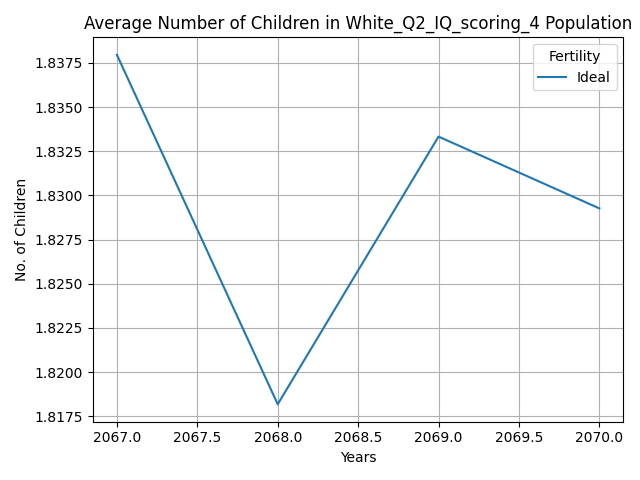 Average Number of Children in White_Q2_IQ_scoring_4 Population
Fertility
Ideal
1.8375
1.8350
1.8325
1.8300
1.8275
1.8250
1.8225
1.8200
1.8175
No. of Children
2067.0 2067.5 2068.0 2068.5 2069.0 2069.5 2070.0
Years